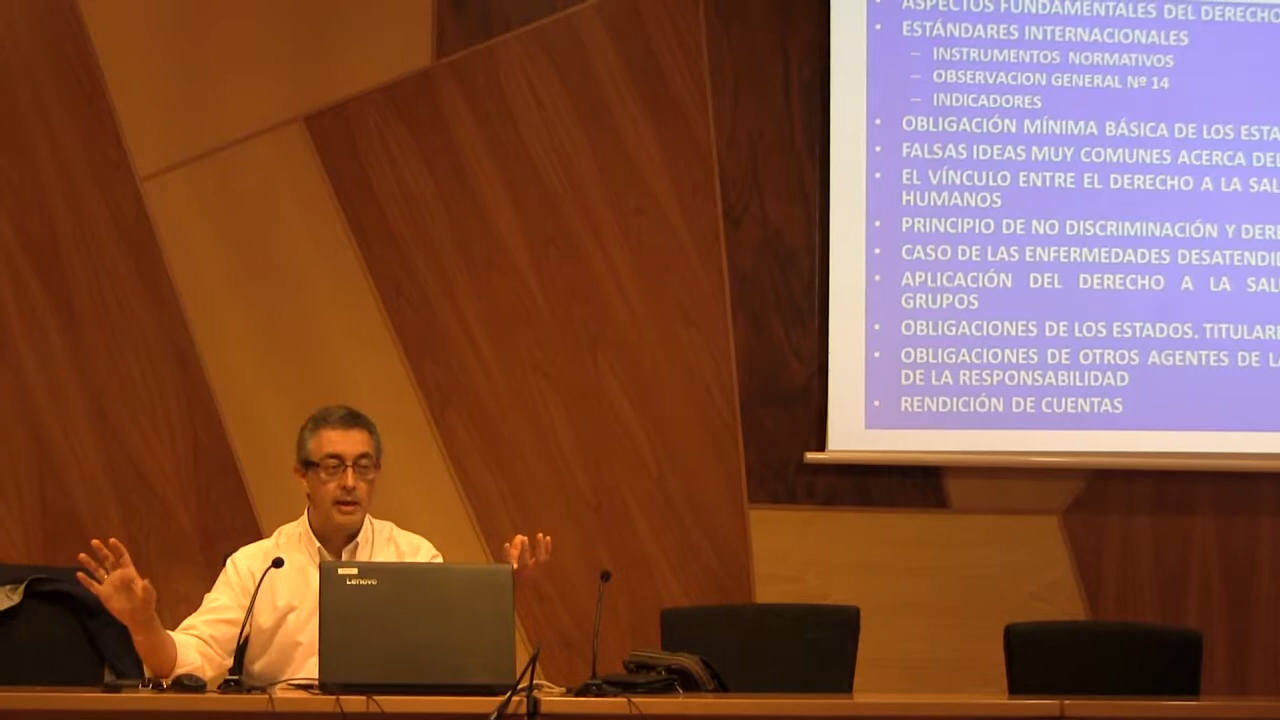 ASPECTOS FUNDAMENTALES DEL DERECHO
ESTÁNDARES INTERNACIONALES
– INSTRUMENTOS NORMATIVOS
– OBSERVACION GENERAL Nº 14
– INDICADORES
OBLIGACIÓN MÍNIMA BÁSICA DE LOS ESTA
FALSAS IDEAS MUY COMUNES ACERCA DEL
EL VÍNCULO ENTRE EL DERECHO A LA SAL
HUMANOS
PRINCIPIO DE NO DISCRIMINACIÓN Y DERE
CASO DE LAS ENFERMEDADES DESATENDID
APLICACIÓN DEL DERECHO A LA SALU
GRUPOS
OBLIGACIONES DE LOS ESTADOS. TITULARE
OBLIGACIONES DE OTROS AGENTES DE LA
DE LA RESPONSABILIDAD
RENDICIÓN DE CUENTAS
Lenovo